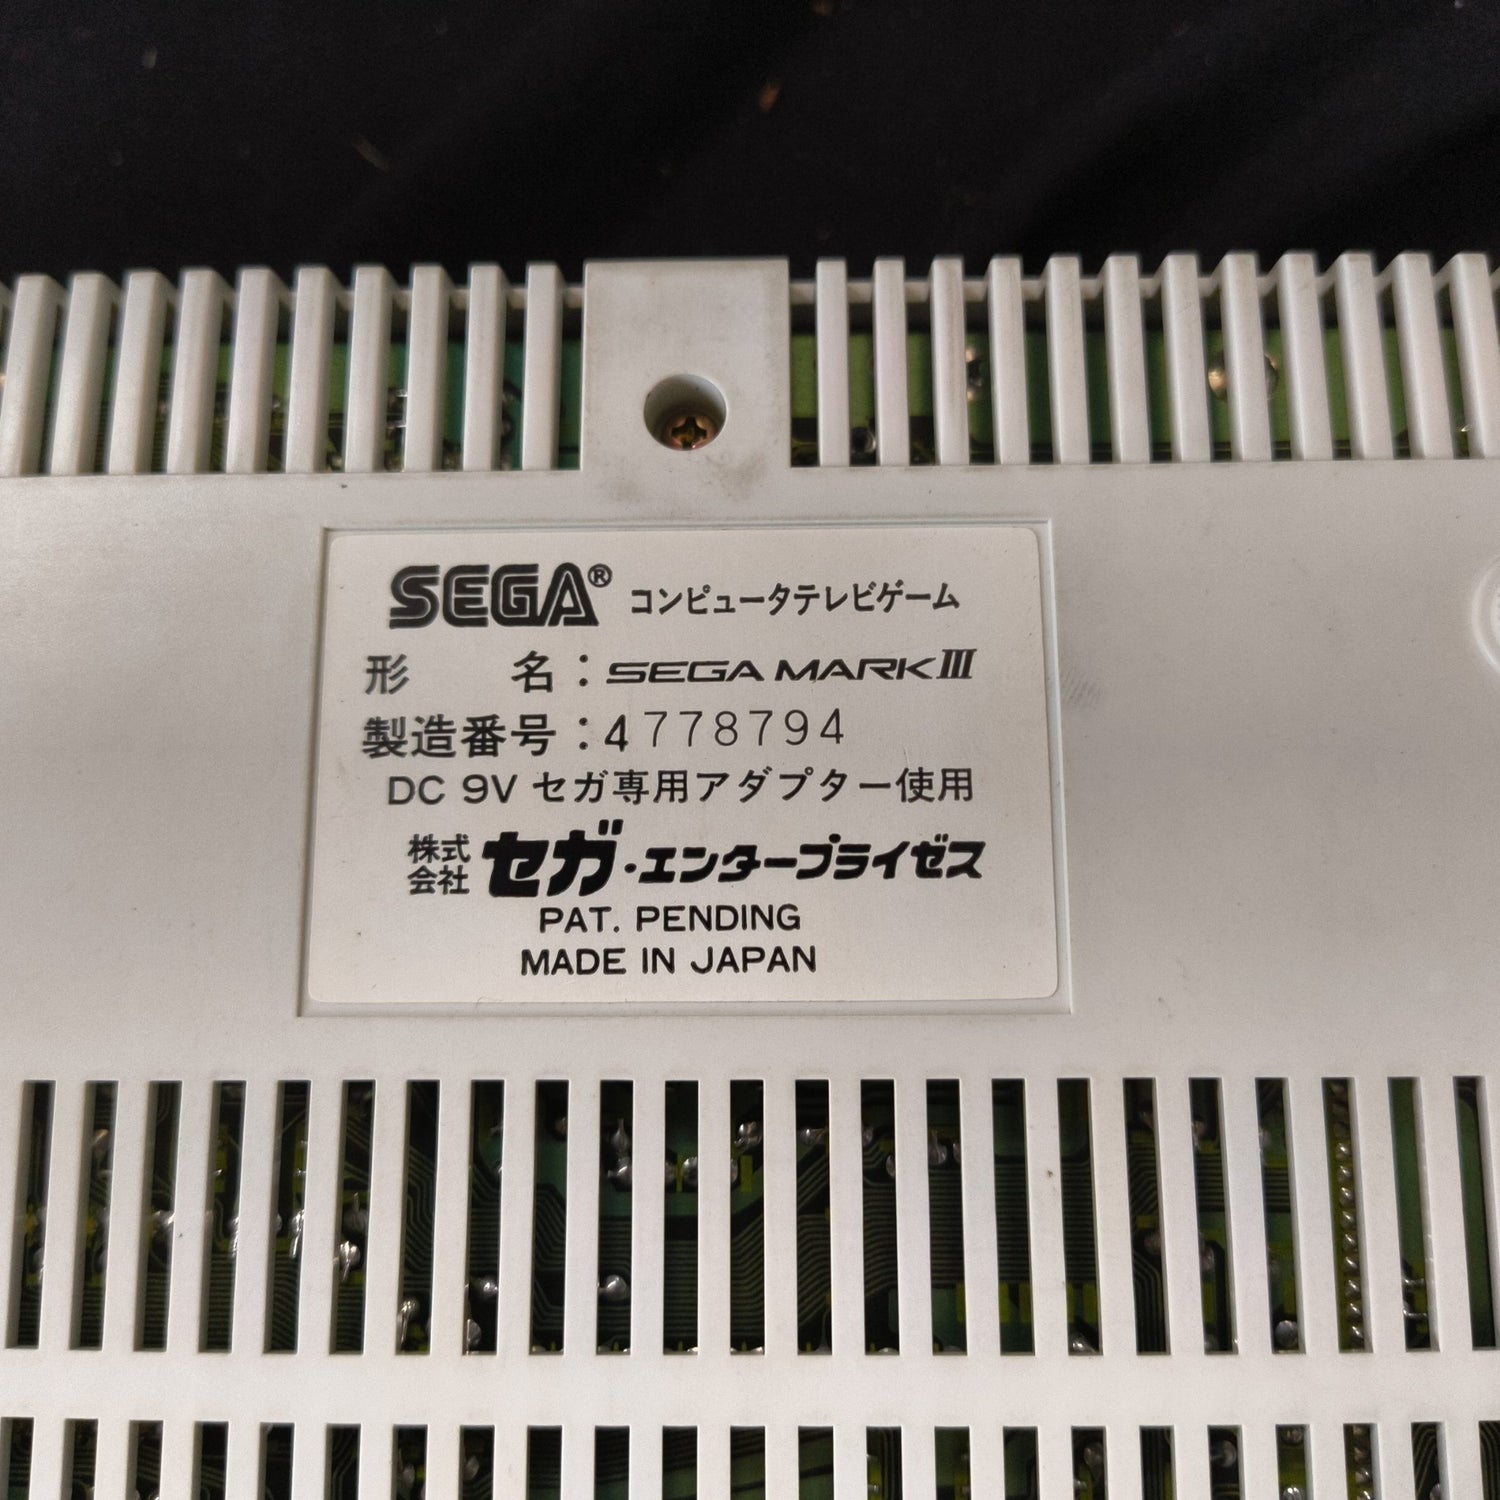 SEGA® コンピュータテレビゲーム
形 名：SEGA MARK III
製造番号：4778794
DC 9V セガ専用アダプター使用
株式会社 セガ・エンタープライゼス
PAT. PENDING
MADE IN JAPAN